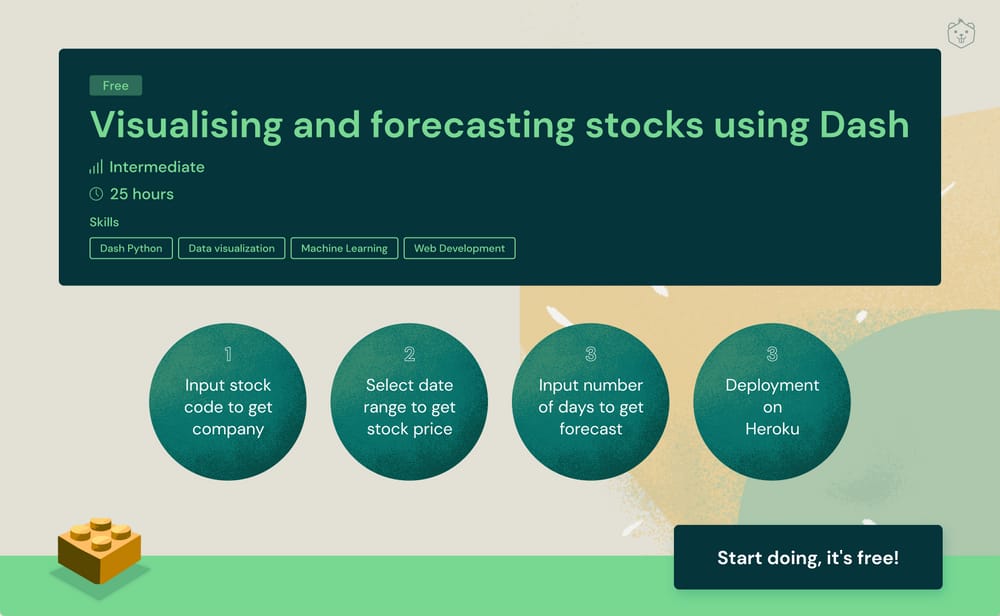 Free
Visualising and forecasting stocks using Dash
Intermediate
25 hours
Skills
Dash Python
Data visualization
Machine Learning
Web Development
1
Input stock
code to get
company
2
Select date
range to get
stock price
3
Input number
of days to get
forecast
3
Deployment
on
Heroku
Start doing, it's free!